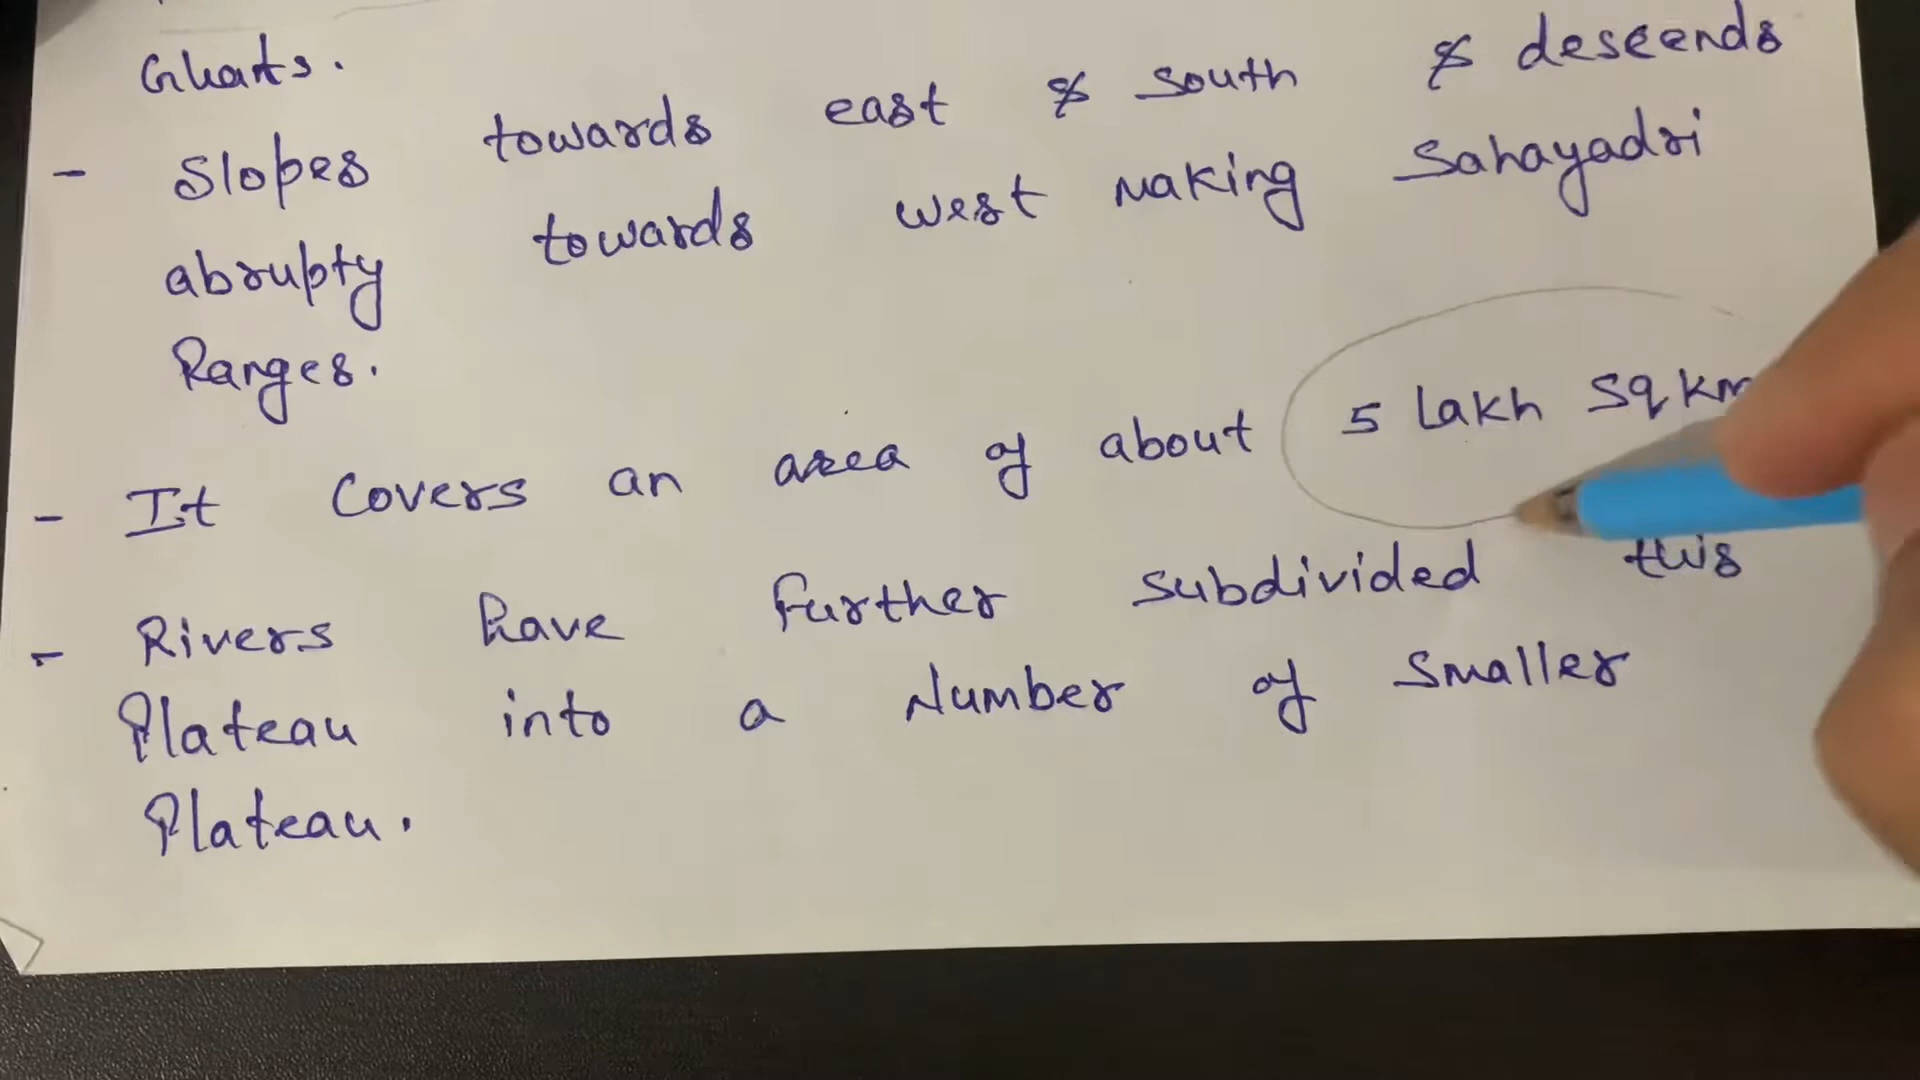 Ghats.
- Slopes towards east & south & descends
abrupty towards west making Sahayadri
Ranges.
- It covers an area of about 5 Lakh Sq km
- Rivers have further subdivided this
Plateau into a Number of smaller
Plateau.